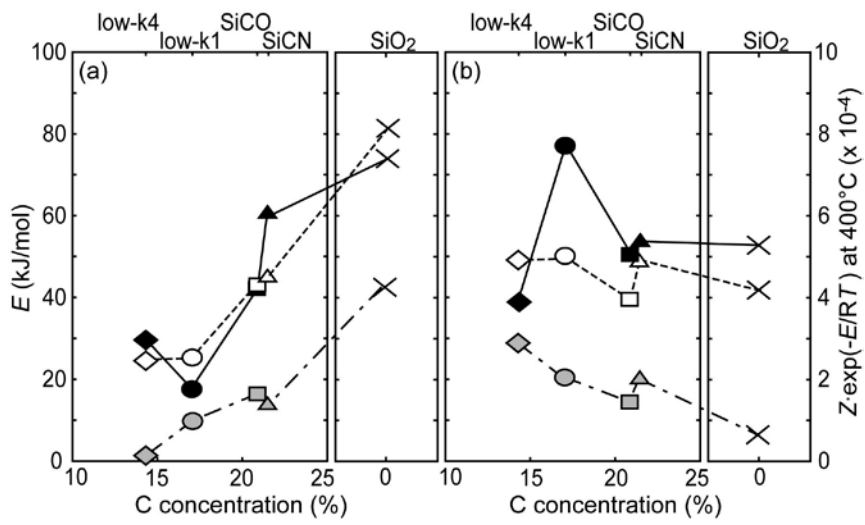 low-k4 SiCO low-k4 SiCO
low-k1 SiCN SiO2 low-k1 SiCN SiO2
100 (a) (b) 10
80 8
60 6
40 4
20 2
0 0
10 15 20 25 0 10 15 20 25 0
C concentration (%) C concentration (%)
E (kJ/mol)
Z·exp(-E/RT) at 400°C (x 10-4)